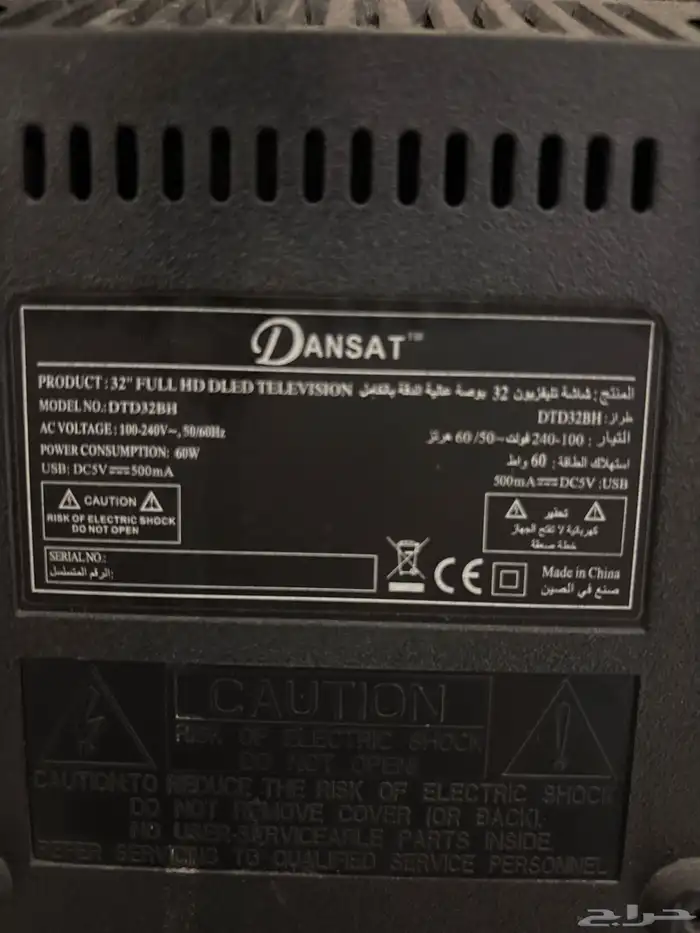 DANSAT™
PRODUCT: 32" FULL HD DLED TELEVISION
MODEL NO.: DTD32BH
AC VOLTAGE: 100-240V~, 50/60Hz
POWER CONSUMPTION: 60W
USB: DC5V⎓500mA
المنتج: شاشة تليفزيون 32 بوصة عالية الدقة بالكامل
طراز: DTD32BH
التيار: 100-240 فولت~50/60 هرتز
استهلاك الطاقة: 60 واط
500mA⎓DC5V :USB
⚠ CAUTION ⚠
RISK OF ELECTRIC SHOCK
DO NOT OPEN
⚠ تحذير ⚠
كهربائية لا تفتح الجهاز
خطة صعقة
SERIAL NO.:
الرقم المتسلسل:
CE
Made in China
صنع في الصين
CAUTION
RISK OF ELECTRIC SHOCK
DO NOT OPEN!
CAUTION:TO REDUCE THE RISK OF ELECTRIC SHOCK
DO NOT REMOVE COVER (OR BACK).
NO USER-SERVICEABLE PARTS INSIDE.
REFER SERVICING TO QUALIFIED SERVICE PERSONNEL
حراج